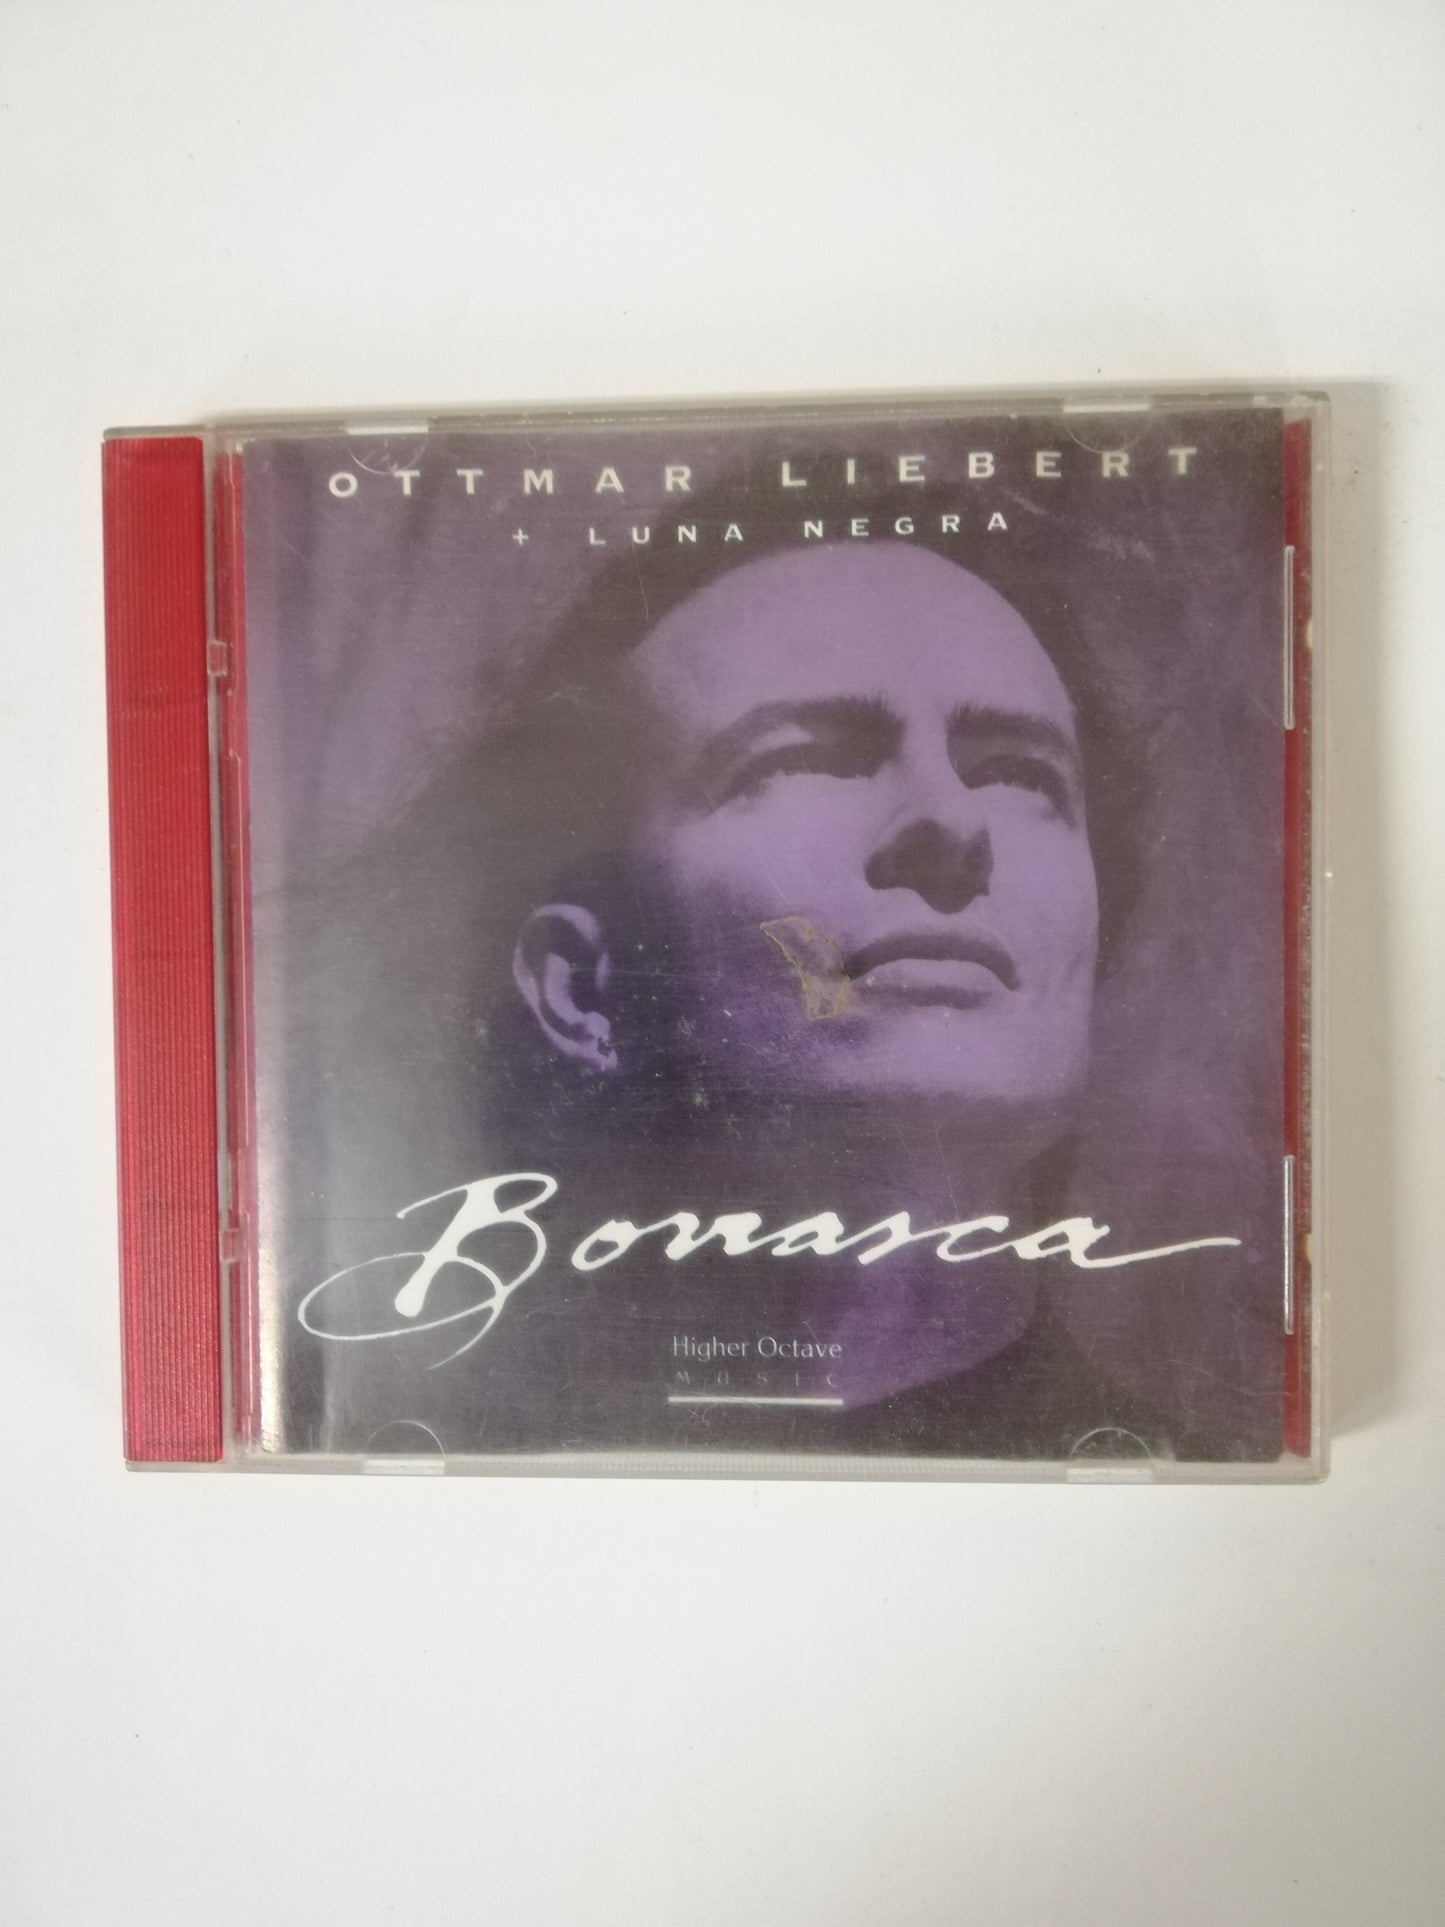 OTTMAR LIEBERT
+ LUNA NEGRA
Borrasca
Higher Octave
MUSIC